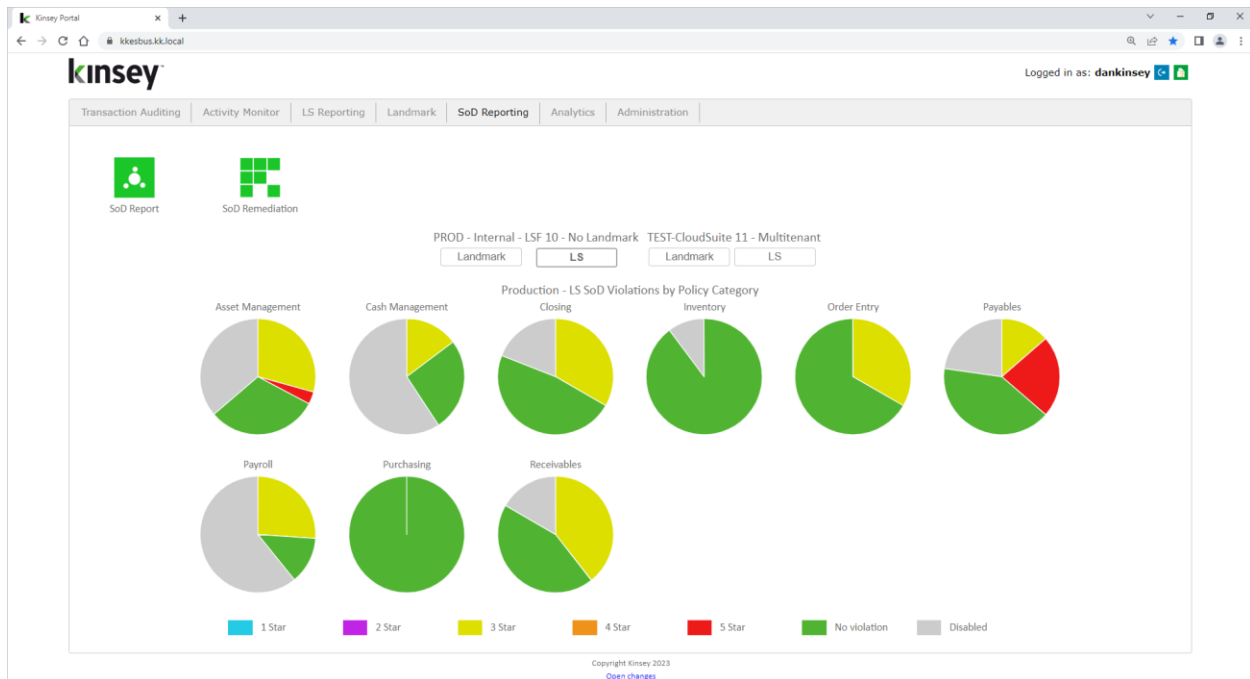 Kinsey Portal
kkesbus.kk.local
kinsey
Logged in as: dankinsey
Transaction Auditing Activity Monitor LS Reporting Landmark SoD Reporting Analytics Administration
SoD Report SoD Remediation
PROD - Internal - LSF 10 - No Landmark TEST-CloudSuite 11 - Multitenant
Landmark LS Landmark LS
Production - LS SoD Violations by Policy Category
Asset Management Cash Management Closing Inventory Order Entry Payables
Payroll Purchasing Receivables
1 Star 2 Star 3 Star 4 Star 5 Star No violation Disabled
Copyright Kinsey 2023
Open changes